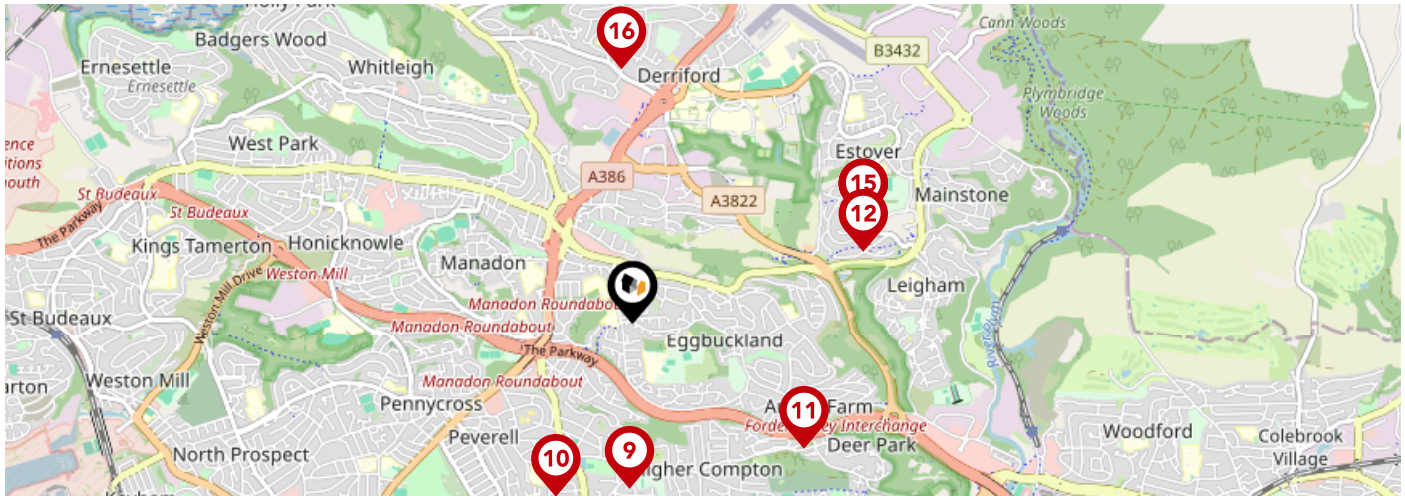 Holly Park
16
Badgers Wood
B3432
Cann Woods
Ernesettle
Ernesettle
Whitleigh
Derriford
Plymbridge
Woods
West Park
Estover
A386
15
St Budeaux
A3822
Mainstone
12
St Budeaux
The Parkway
Kings Tamerton
Honicknowle
Manadon
Weston Mill
Leigham
Weston Mill Drive
Manadon Roundabout
St Budeaux
Manadon Roundabout
Eggbuckland
The Parkway
Weston Mill
Manadon Roundabout
Pennycross
11
Farm
Woodford
Peverell
Deer Park
Colebrook
Village
North Prospect
10
9
Higher Compton